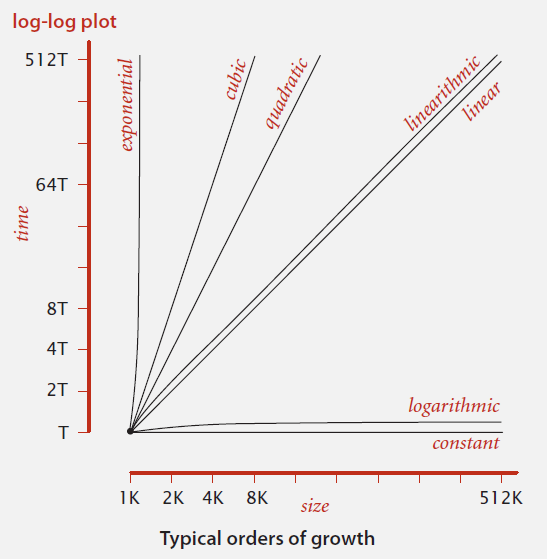 log-log plot
512T
64T
8T
4T
2T
T
time
exponential
cubic
quadratic
linearithmic
linear
logarithmic
constant
1K 2K 4K 8K 512K
size
Typical orders of growth